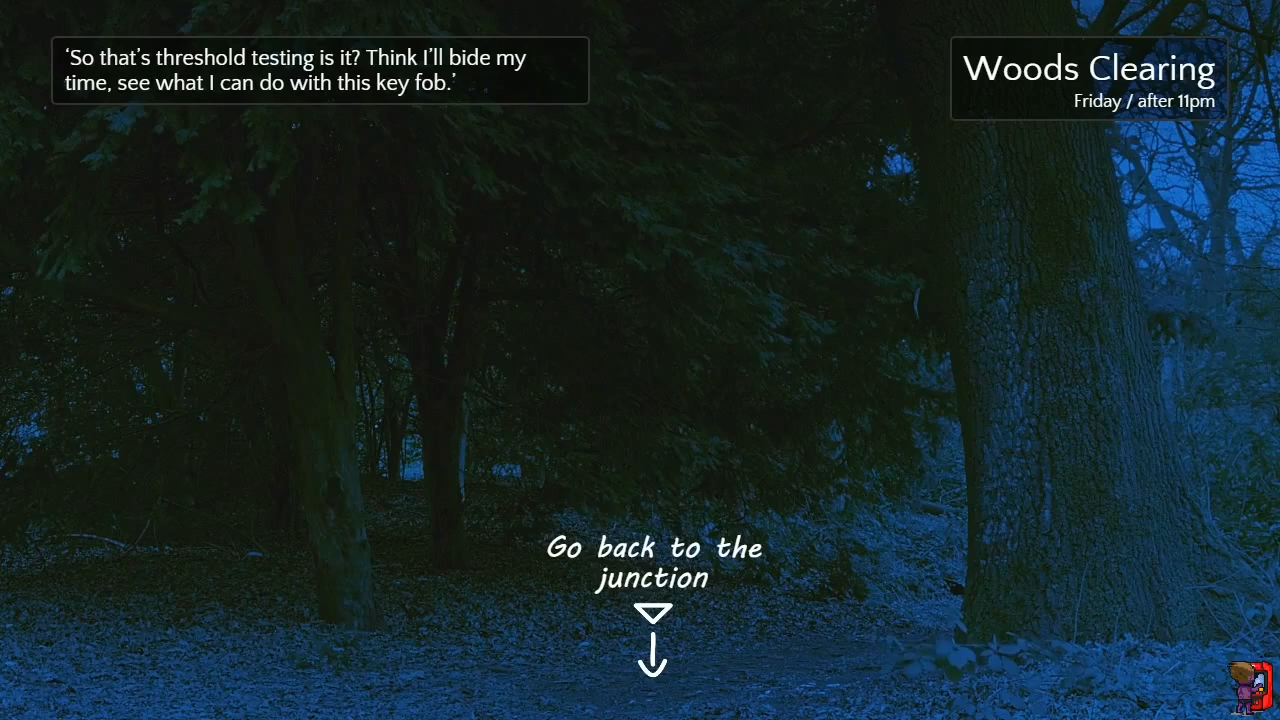 ‘So that’s threshold testing is it? Think I’ll bide my
time, see what I can do with this key fob.’
Woods Clearing
Friday / after 11pm
Go back to the
junction